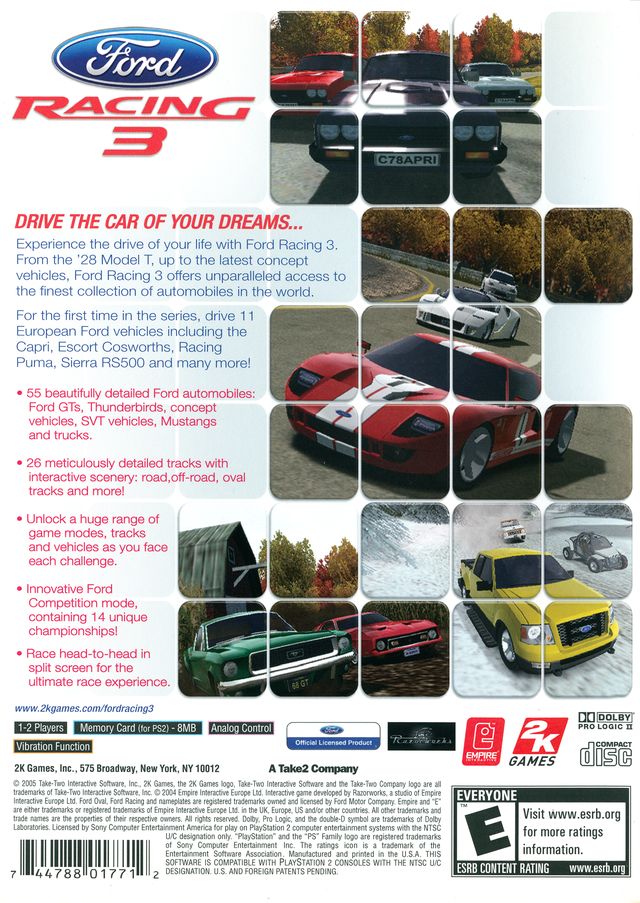 Ford
RACING
3
C78APRI
DRIVE THE CAR OF YOUR DREAMS...
Experience the drive of your life with Ford Racing 3.
From the '28 Model T, up to the latest concept
vehicles, Ford Racing 3 offers unparalleled access to
the finest collection of automobiles in the world.
For the first time in the series, drive 11
European Ford vehicles including the
Capri, Escort Cosworths, Racing
Puma, Sierra RS500 and many more!
• 55 beautifully detailed Ford automobiles:
Ford GTs, Thunderbirds, concept
vehicles, SVT vehicles, Mustangs
and trucks.
• 26 meticulously detailed tracks with
interactive scenery: road,off-road, oval
tracks and more!
• Unlock a huge range of
game modes, tracks
and vehicles as you face
each challenge.
• Innovative Ford
Competition mode,
containing 14 unique
championships!
• Race head-to-head in
split screen for the
ultimate race experience.
68 GT
www.2kgames.com/fordracing3
1-2 Players
Memory Card (for PS2) - 8MB
Analog Control
Vibration Function
Ford
Official Licensed Product
Razorworks
EMPIRE
INTERACTIVE
2K
GAMES
DOLBY
PRO LOGIC II
COMPACT
disc
2K Games, Inc., 575 Broadway, New York, NY 10012
A Take2 Company
© 2005 Take-Two Interactive Software, Inc., 2K Games, the 2K Games logo, Take-Two Interactive Software and the Take-Two Company logo are all
trademarks of Take-Two Interactive Software, Inc. © 2004 Empire Interactive Europe Ltd. Interactive game developed by Razorworks, a studio of Empire
Interactive Europe Ltd. Ford Oval, Ford Racing and nameplates are registered trademarks owned and licensed by Ford Motor Company. Empire and "E"
are either trademarks or registered trademarks of Empire Interactive Europe Ltd. in the UK, Europe, US and/or other countries. All other trademarks and
trade names are the properties of their respective owners. All rights reserved. Dolby, Pro Logic, and the double-D symbol are trademarks of Dolby
Laboratories. Licensed by Sony Computer Entertainment America for play on PlayStation 2 computer entertainment systems with the NTSC
U/C designation only. "PlayStation" and the "PS" Family logo are registered trademarks
of Sony Computer Entertainment Inc. The ratings icon is a trademark of the
Entertainment Software Association. Manufactured and printed in the U.S.A. THIS
SOFTWARE IS COMPATIBLE WITH PLAYSTATION 2 CONSOLES WITH THE NTSC U/C
DESIGNATION. U.S. AND FOREIGN PATENTS PENDING.
7 44788 01771 2
EVERYONE
E
Visit www.esrb.org
for more ratings
information.
ESRB CONTENT RATING www.esrb.org